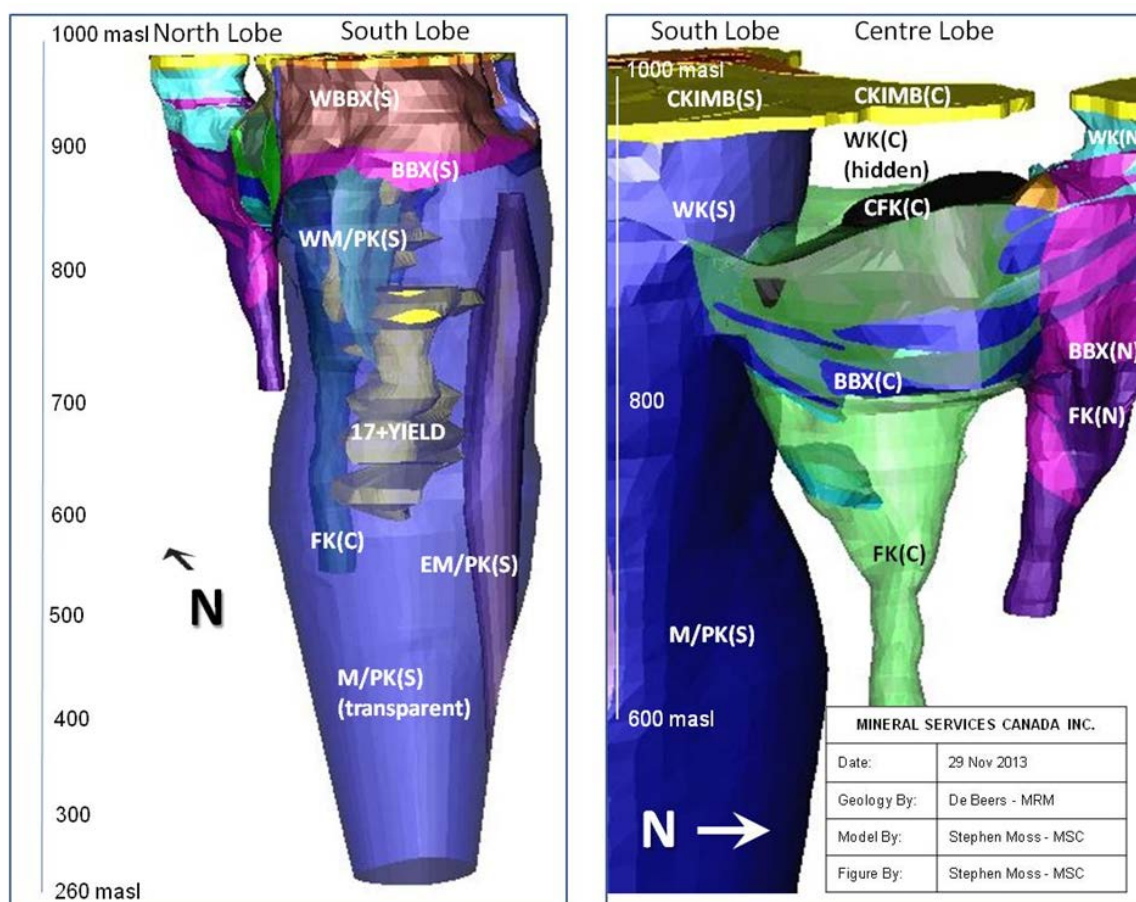 1000 masl
North Lobe
South Lobe
WBBX(S)
900
BBX(S)
WM/PK(S)
800
700
17+YIELD
600
FK(C)
EM/PK(S)
N
500
M/PK(S)
(transparent)
400
300
260 masl
South Lobe
Centre Lobe
1000 masl
CKIMB(S)
CKIMB(C)
WK(C)
(hidden)
WK(N
WK(S)
CFK(C)
BBX(N)
800
BBX(C)
FK(N)
FK(C)
M/PK(S)
600 masl
N
MINERAL SERVICES CANADA INC.
Date: 29 Nov 2013
Geology By: De Beers - MRM
Model By: Stephen Moss - MSC
Figure By: Stephen Moss - MSC